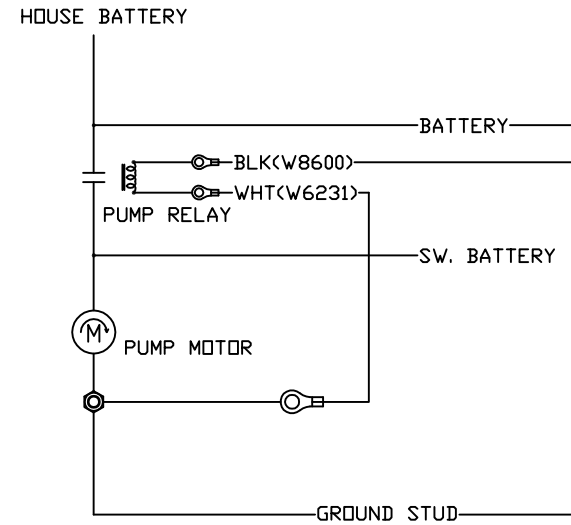 HOUSE BATTERY
BATTERY
BLK(W8600)
WHT(W6231)
PUMP RELAY
SW. BATTERY
M
PUMP MOTOR
GROUND STUD